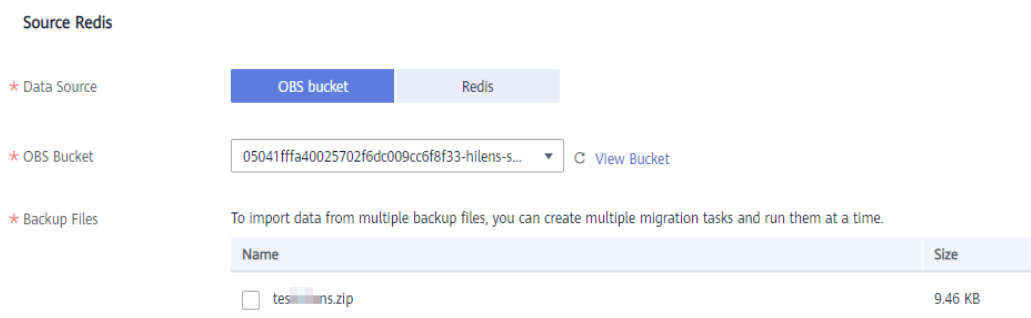 Source Redis
* Data Source OBS bucket Redis
* OBS Bucket 05041fffa40025702f6dc009cc6f8f33-hilens-s... View Bucket
* Backup Files To import data from multiple backup files, you can create multiple migration tasks and run them at a time.
Name Size
9.46 KB